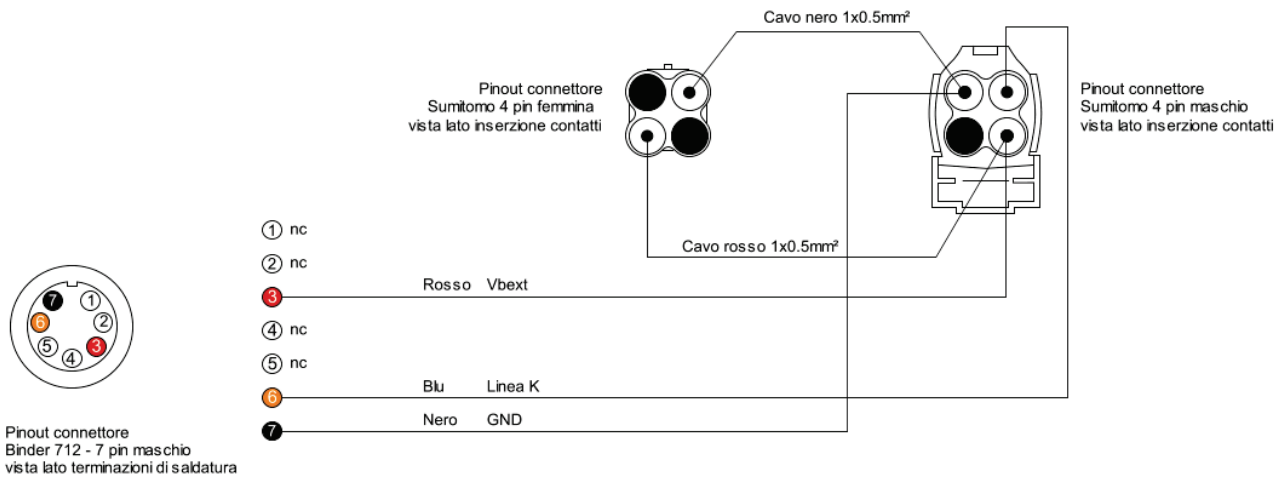 Cavo nero 1x0.5mm²
Pinout connettore
Sumitomo 4 pin femmina
vista lato inserzione contatti
Pinout connettore
Sumitomo 4 pin maschio
vista lato inserzione contatti
Cavo rosso 1x0.5mm²
1 nc
2 nc
3 Rosso Vbext
4 nc
5 nc
6 Blu Linea K
7 Nero GND
7 1
6 2
5 3
4
Pinout connettore
Binder 712 - 7 pin maschio
vista lato terminazioni di saldatura